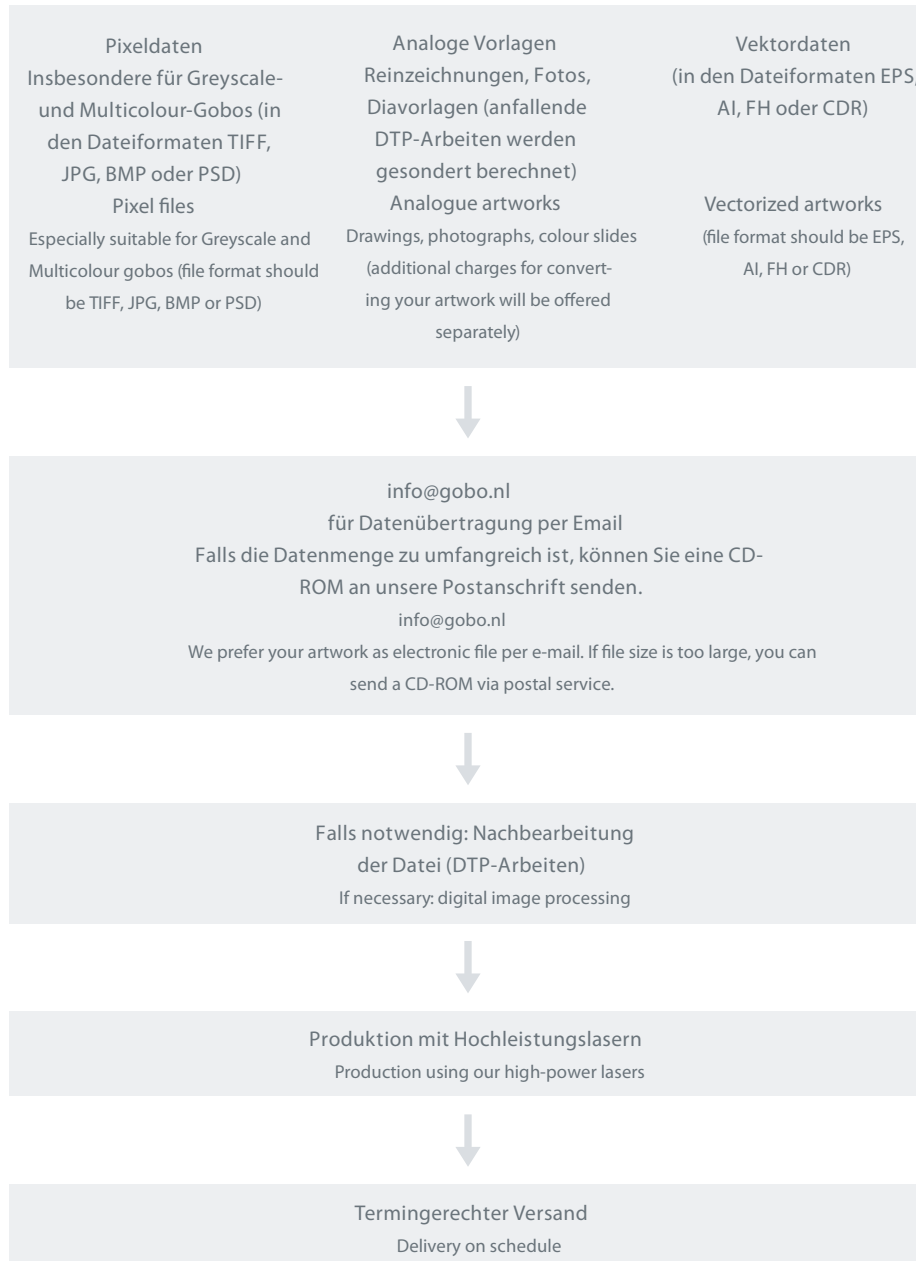 Pixeldaten
Insbesondere für Greyscale-
und Multicolour-Gobos (in
den Dateiformaten TIFF,
JPG, BMP oder PSD)
Pixel files
Especially suitable for Greyscale and
Multicolour gobos (file format should
be TIFF, JPG, BMP or PSD)
Analoge Vorlagen
Reinzeichnungen, Fotos,
Diavorlagen (anfallende
DTP-Arbeiten werden
gesondert berechnet)
Analogue artworks
Drawings, photographs, colour slides
(additional charges for convert-
ing your artwork will be offered
separately)
Vektordaten
(in den Dateiformaten EPS,
AI, FH oder CDR)
Vectorized artworks
(file format should be EPS,
AI, FH or CDR)
info@gobo.nl
für Datenübertragung per Email
Falls die Datenmenge zu umfangreich ist, können Sie eine CD-
ROM an unsere Postanschrift senden.
info@gobo.nl
We prefer your artwork as electronic file per e-mail. If file size is too large, you can
send a CD-ROM via postal service.
Falls notwendig: Nachbearbeitung
der Datei (DTP-Arbeiten)
If necessary: digital image processing
Produktion mit Hochleistungslasern
Production using our high-power lasers
Termingerechter Versand
Delivery on schedule